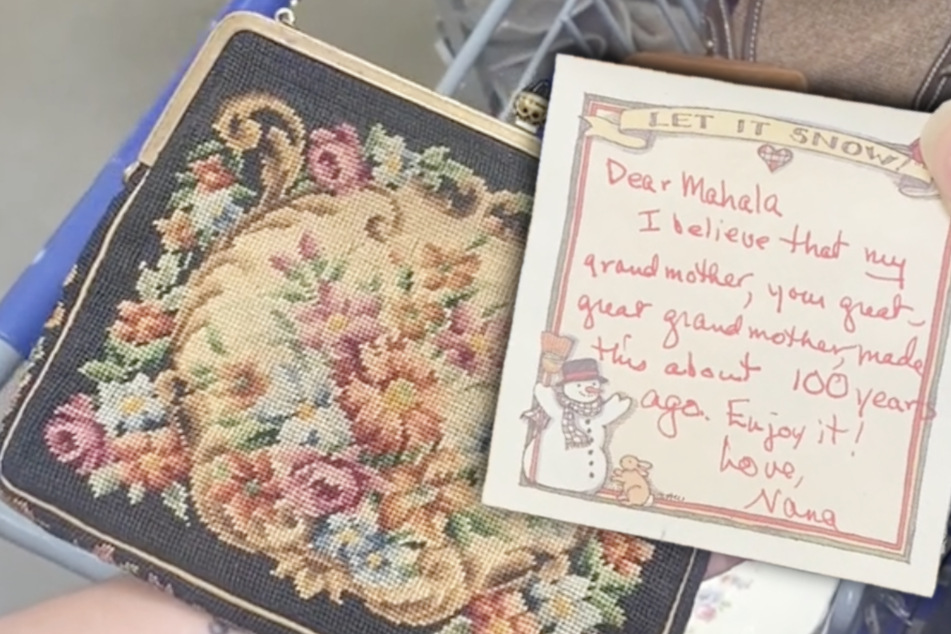 LET IT SNOW!
Dear Mahala
I believe that my
grandmother, your great-
great grandmother, made
this about 100 years
ago. Enjoy it!
Love,
Nana